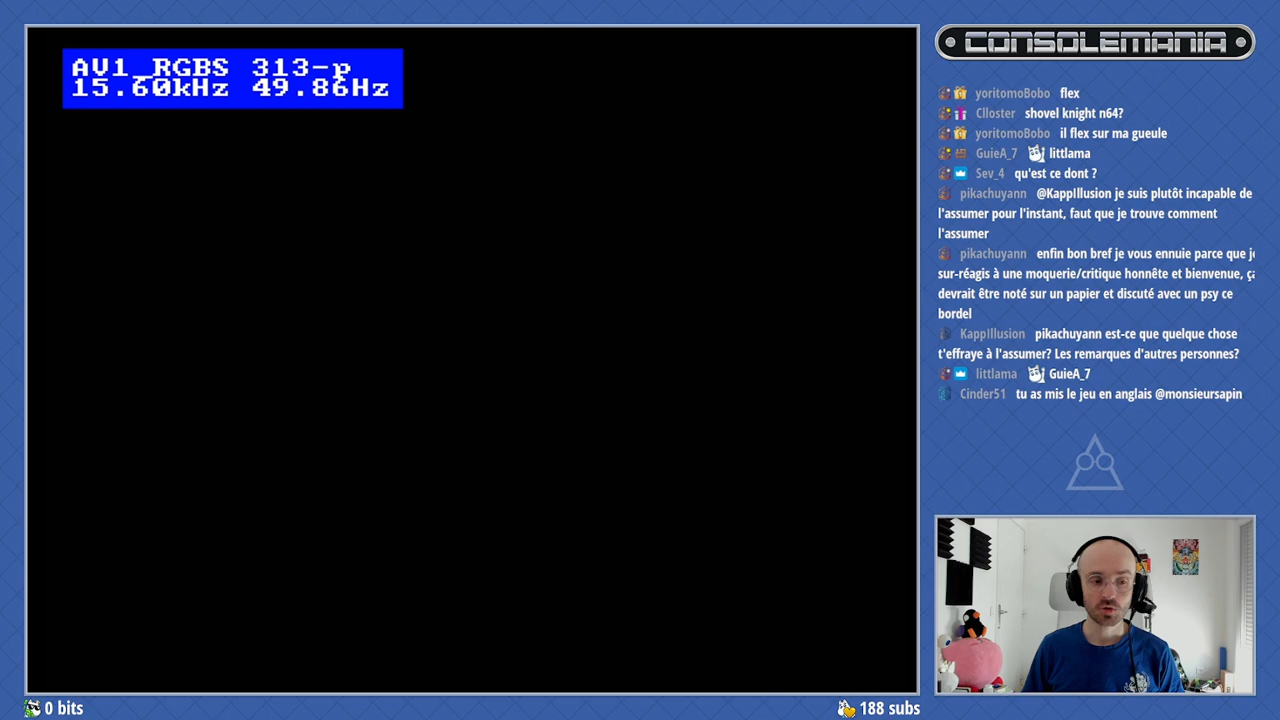 AV1_RGBS 313-p
15.60kHz 49.86Hz
CONSOLEMANIA
yoritomoBobo flex
Clloster shovel knight n64?
yoritomoBobo il flex sur ma gueule
GuieA_7 littlama
Sev_4 qu'est ce dont ?
pikachuyann @KappIllusion je suis plutôt incapable de
l'assumer pour l'instant, faut que je trouve comment
l'assumer
pikachuyann enfin bon bref je vous ennuie parce que je
sur-réagis à une moquerie/critique honnête et bienvenue, ça
devrait être noté sur un papier et discuté avec un psy ce
bordel
KappIllusion pikachuyann est-ce que quelque chose
t'effraye à l'assumer? Les remarques d'autres personnes?
littlama GuieA_7
Cinder51 tu as mis le jeu en anglais @monsieursapin
0 bits
188 subs